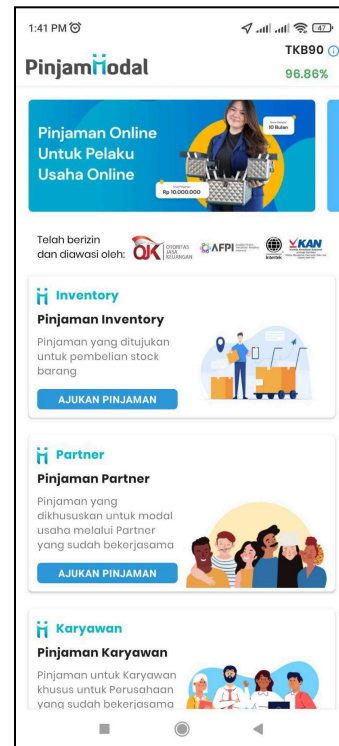 1:41 PM
47
PinjamModal
TKB90
96.86%
Pinjaman Online
Untuk Pelaku
Usaha Online
10 Bulan
Rp 10.000.000
Telah berizin
dan diawasi oleh:
OJK OTORITAS JASA KEUANGAN
AFPI
Intertek
KAN
Inventory
Pinjaman Inventory
Pinjaman yang ditujukan
untuk pembelian stock
barang
AJUKAN PINJAMAN
Partner
Pinjaman Partner
Pinjaman yang
dikhususkan untuk modal
usaha melalui Partner
yang sudah bekerjasama
AJUKAN PINJAMAN
Karyawan
Pinjaman Karyawan
Pinjaman untuk Karyawan
khusus untuk Perusahaan
yang sudah bekerjasama